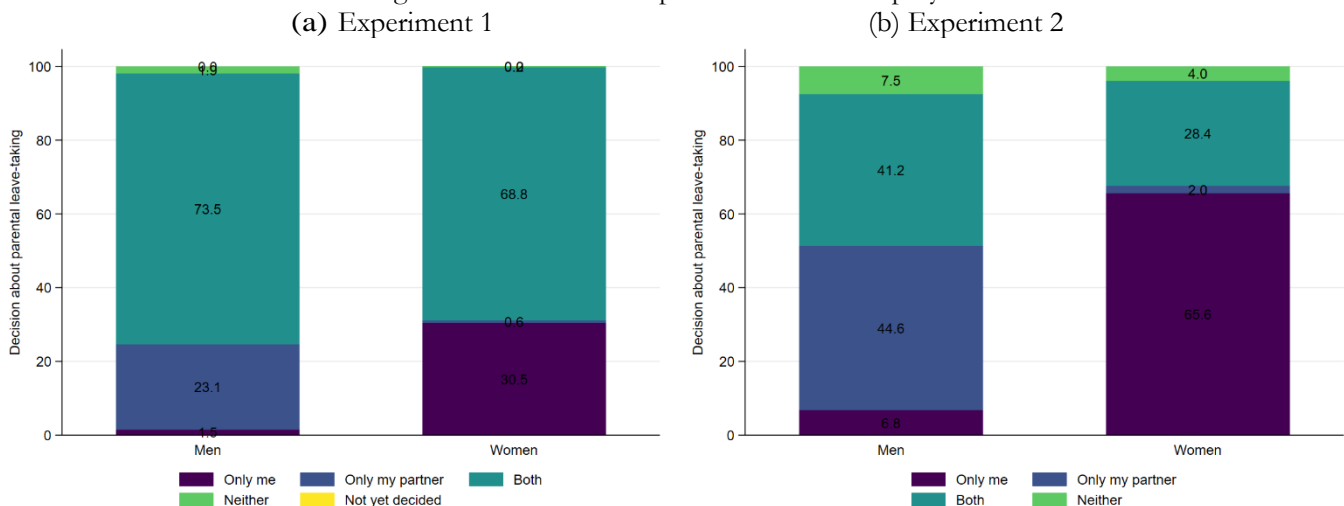 (a) Experiment 1
100
80
60
40
20
0
Decision about parental leave-taking
1.9
73.5
23.1
1.5
Men
68.8
0.6
30.5
Women
Only me
Only my partner
Both
Neither
Not yet decided
(b) Experiment 2
100
80
60
40
20
0
Decision about parental leave-taking
7.5
41.2
44.6
6.8
Men
4.0
28.4
2.0
65.6
Women
Only me
Only my partner
Both
Neither